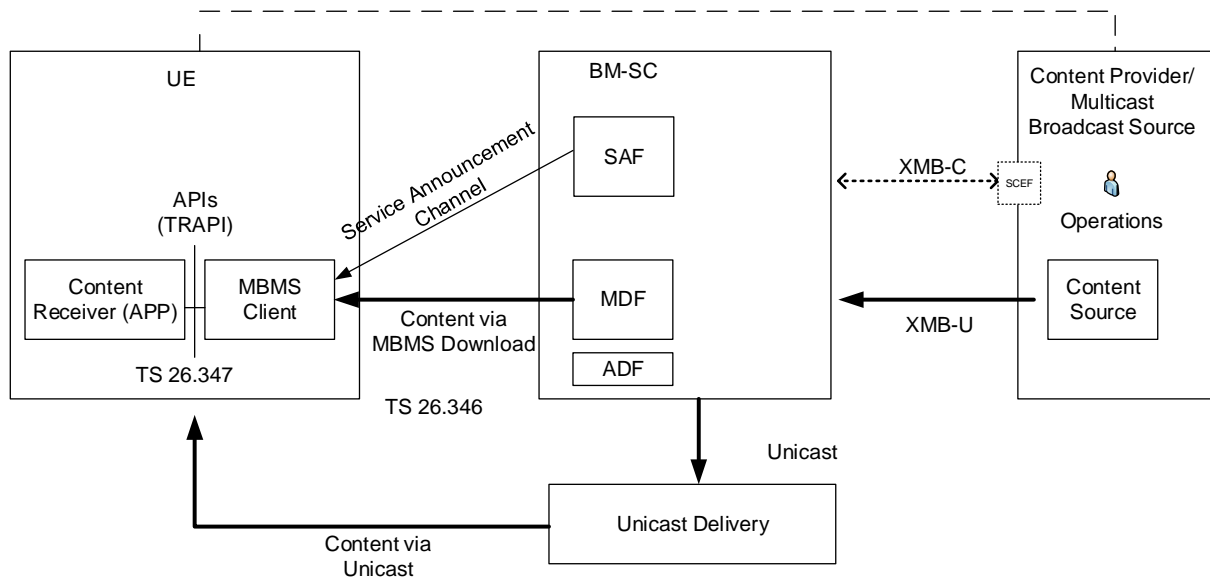 UE
APIs
(TRAPI)
Content
Receiver (APP)
MBMS
Client
TS 26.347
Service Announcement
Channel
Content via
MBMS Download
TS 26.346
BM-SC
SAF
MDF
ADF
XMB-C
XMB-U
Content Provider/
Multicast
Broadcast Source
SCEF
Operations
Content
Source
Unicast
Unicast Delivery
Content via
Unicast